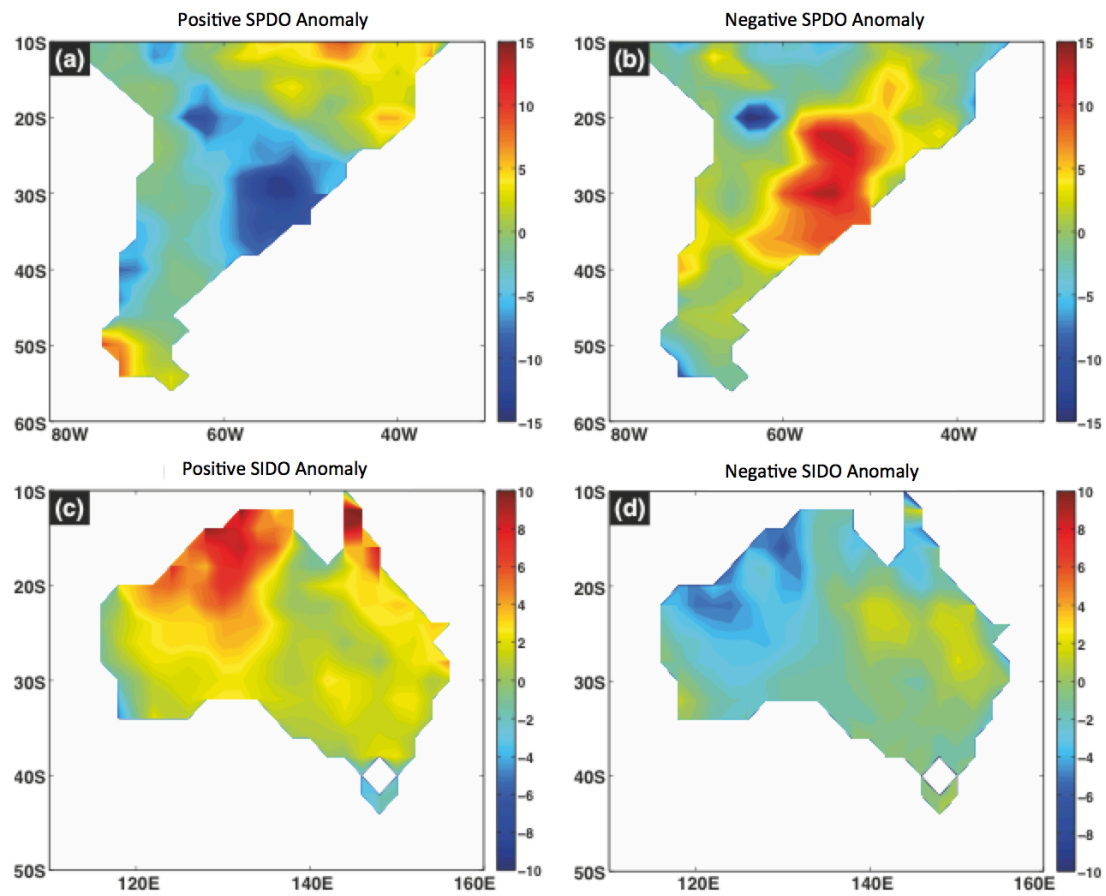 Positive SPDO Anomaly
Negative SPDO Anomaly
(a)
10S
20S
30S
40S
50S
60S
80W
60W
40W
15
10
5
0
−5
−10
−15
(b)
10S
20S
30S
40S
50S
60S
80W
60W
40W
15
10
5
0
−5
−10
−15
Positive SIDO Anomaly
Negative SIDO Anomaly
(c)
10S
20S
30S
40S
50S
120E
140E
160E
10
8
6
4
2
0
−2
−4
−6
−8
−10
(d)
10S
20S
30S
40S
50S
120E
140E
160E
10
8
6
4
2
0
−2
−4
−6
−8
−10